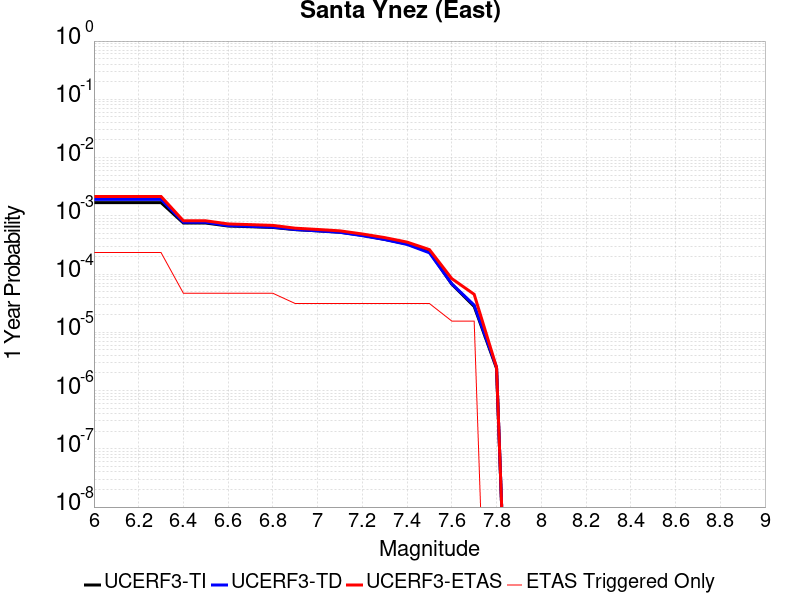 Santa Ynez (East)
1 Year Probability
10^0
10^-1
10^-2
10^-3
10^-4
10^-5
10^-6
10^-7
10^-8
6 6.2 6.4 6.6 6.8 7 7.2 7.4 7.6 7.8 8 8.2 8.4 8.6 8.8 9
Magnitude
UCERF3-TI UCERF3-TD UCERF3-ETAS ETAS Triggered Only